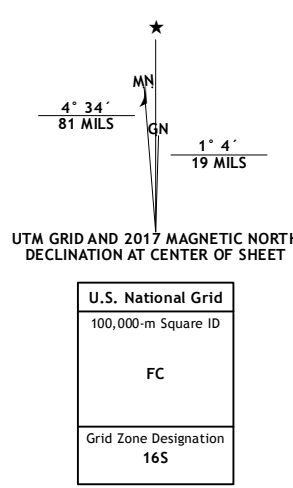 MN
4° 34´
81 MILS
GN
1° 4´
19 MILS
UTM GRID AND 2017 MAGNETIC NORTH
DECLINATION AT CENTER OF SHEET
U.S. National Grid
100,000-m Square ID
FC
Grid Zone Designation
16S